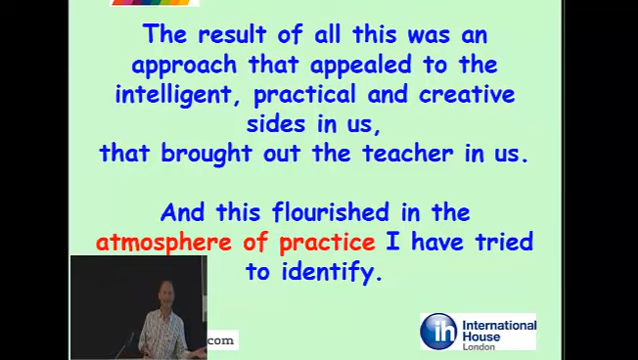 The result of all this was an
approach that appealed to the
intelligent, practical and creative
sides in us,
that brought out the teacher in us.
And this flourished in the
atmosphere of practice I have tried
to identify.
com
ih International
House
London